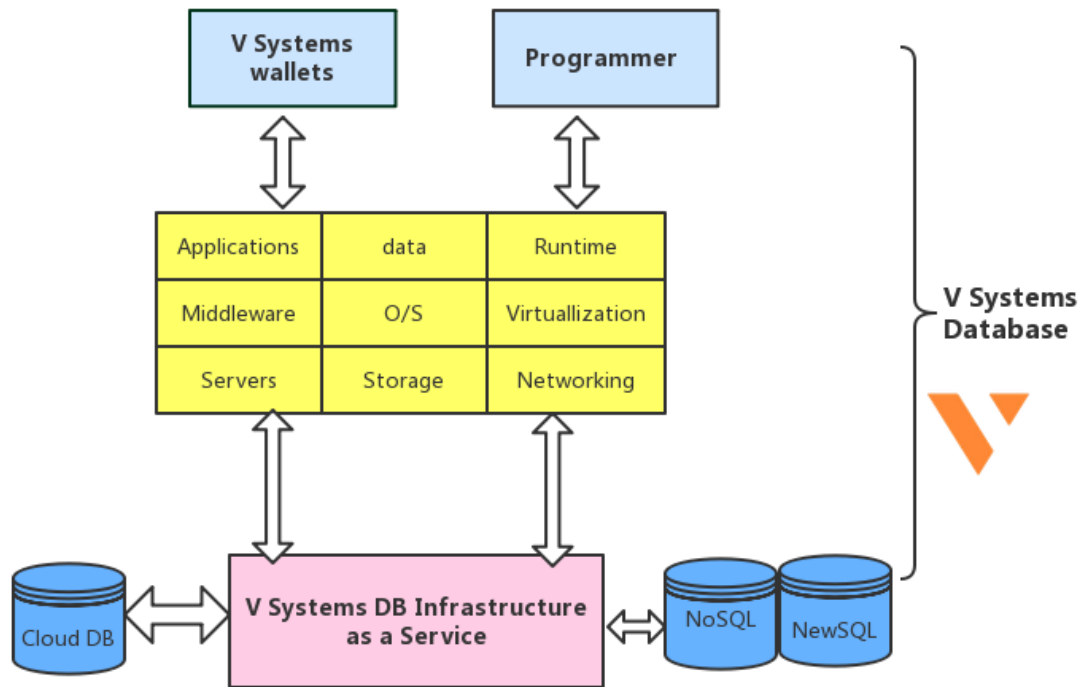 V Systems
wallets
Programmer
Applications
data
Runtime
Middleware
O/S
Virtuallization
Servers
Storage
Networking
V Systems
Database
V Systems DB Infrastructure
as a Service
Cloud DB
NoSQL
NewSQL